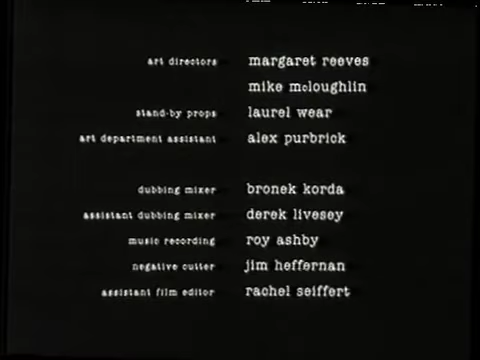 art directors margaret reeves
mike mcloughlin
stand-by props laurel wear
art department assistant alex purbrick
dubbing mixer bronek korda
assistant dubbing mixer derek livesey
music recording roy ashby
negative cutter jim heffernan
assistant film editor rachel seiffert